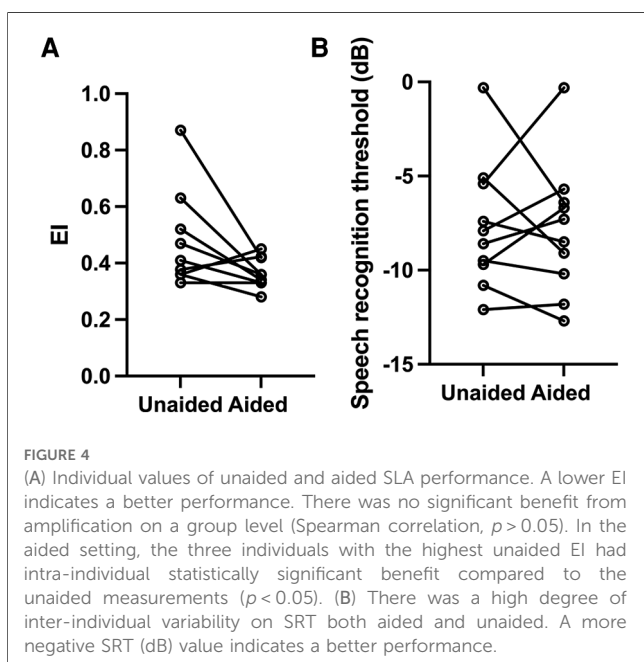 A
B
EI
1.0
0.8
0.6
0.4
0.2
0.0
Unaided Aided
Speech recognition threshold (dB)
0
-5
-10
-15
Unaided Aided
FIGURE 4
(A) Individual values of unaided and aided SLA performance. A lower EI
indicates a better performance. There was no significant benefit from
amplification on a group level (Spearman correlation, p > 0.05). In the
aided setting, the three individuals with the highest unaided EI had
intra-individual statistically significant benefit compared to the
unaided measurements (p < 0.05). (B) There was a high degree of
inter-individual variability on SRT both aided and unaided. A more
negative SRT (dB) value indicates a better performance.